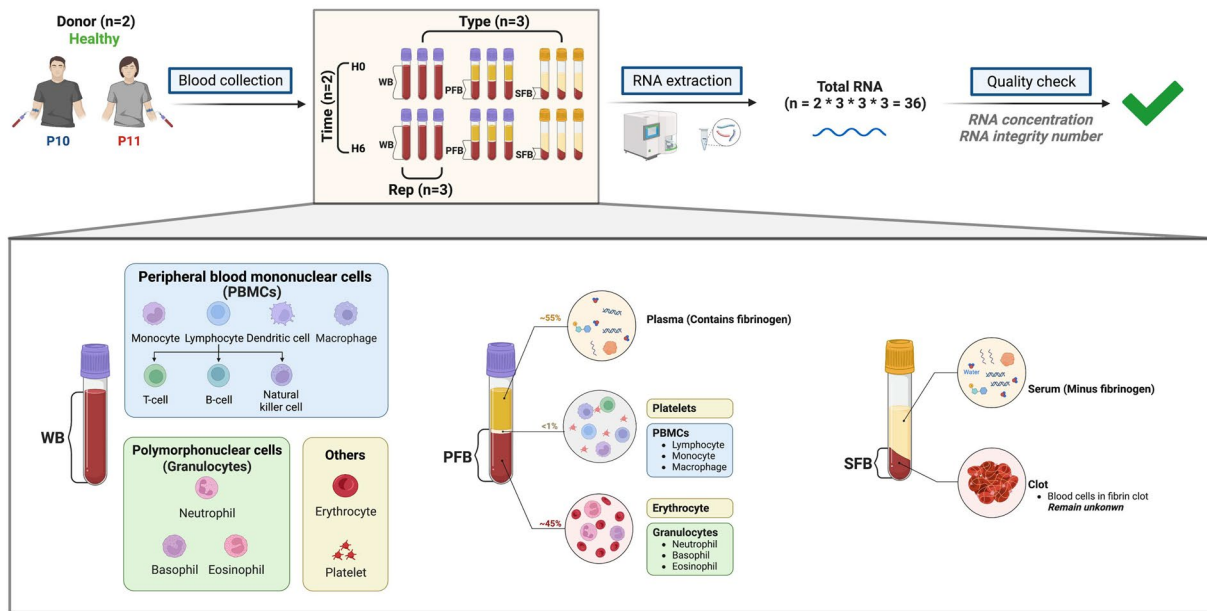 Donor (n=2)
Healthy
P10
P11
Blood collection
Type (n=3)
Time (n=2)
H0
WB
PFB
SFB
H6
WB
PFB
SFB
Rep (n=3)
RNA extraction
Total RNA
(n = 2 * 3 * 3 * 3 = 36)
Quality check
RNA concentration
RNA integrity number
WB
Peripheral blood mononuclear cells
(PBMCs)
Monocyte
Lymphocyte
Dendritic cell
Macrophage
T-cell
B-cell
Natural
killer cell
Polymorphonuclear cells
(Granulocytes)
Neutrophil
Basophil
Eosinophil
Others
Erythrocyte
Platelet
PFB
~55%
Plasma (Contains fibrinogen)
<1%
Platelets
PBMCs
• Lymphocyte
• Monocyte
• Macrophage
~45%
Erythrocyte
Granulocytes
• Neutrophil
• Basophil
• Eosinophil
SFB
Water
Serum (Minus fibrinogen)
Clot
• Blood cells in fibrin clot
Remain unkonwn